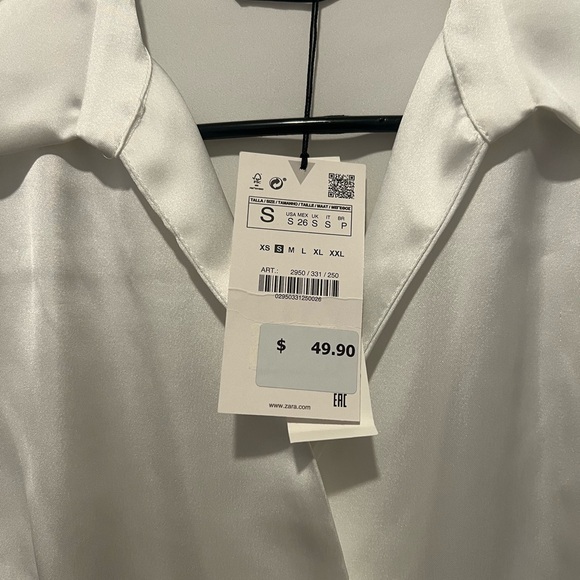 TALLA / SIZE / TAMANHO / TAILLE / MAAT / MƏRƏBƏ
S
USA MEX UK IT BR
S 26 S S P
XS S M L XL XXL
ART.: 2950 / 331 / 250
02950331250026
$ 49.90
www.zara.com
EAC